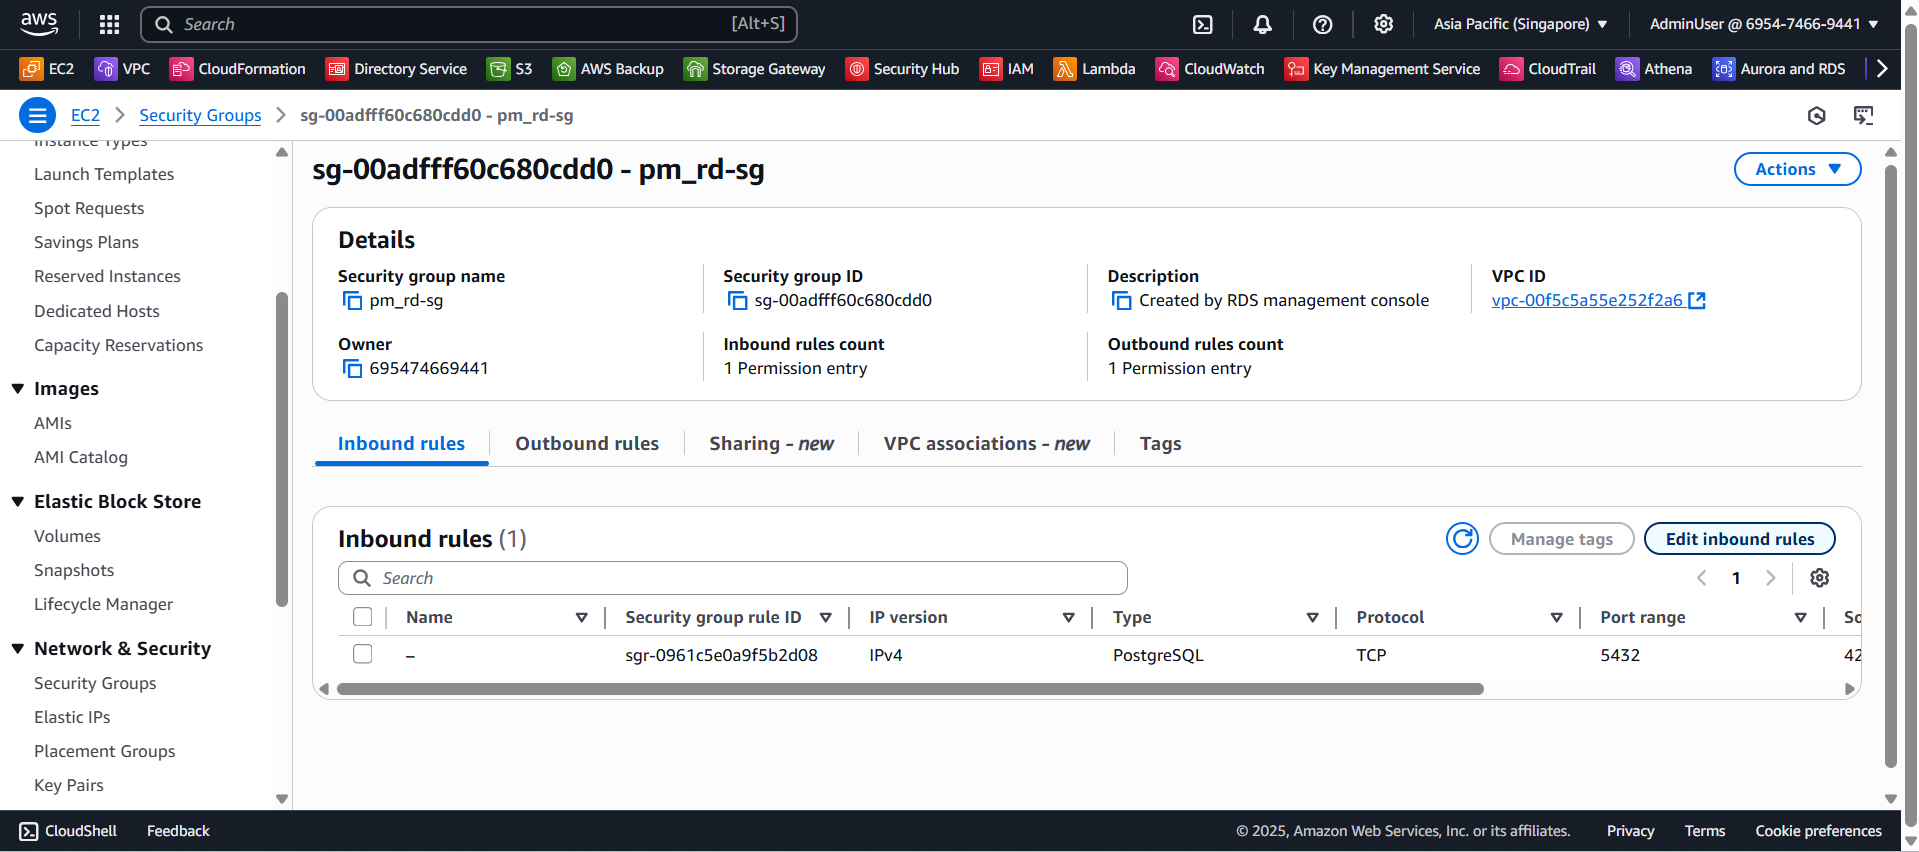 aws
Search [Alt+S] Asia Pacific (Singapore) AdminUser @ 6954-7466-9441
EC2 VPC CloudFormation Directory Service S3 AWS Backup Storage Gateway Security Hub IAM Lambda CloudWatch Key Management Service CloudTrail Athena Aurora and RDS
EC2 Security Groups sg-00adfff60c680cdd0 - pm_rd-sg
Instance Types
Launch Templates
Spot Requests
Savings Plans
Reserved Instances
Dedicated Hosts
Capacity Reservations
Images
AMIs
AMI Catalog
Elastic Block Store
Volumes
Snapshots
Lifecycle Manager
Network & Security
Security Groups
Elastic IPs
Placement Groups
Key Pairs
sg-00adfff60c680cdd0 - pm_rd-sg
Actions
Details
Security group name
pm_rd-sg
Security group ID
sg-00adfff60c680cdd0
Description
Created by RDS management console
VPC ID
vpc-00f5c5a55e252f2a6
Owner
695474669441
Inbound rules count
1 Permission entry
Outbound rules count
1 Permission entry
Inbound rules Outbound rules Sharing - new VPC associations - new Tags
Inbound rules (1)
Manage tags Edit inbound rules
Search
1
Name Security group rule ID IP version Type Protocol Port range So
– sgr-0961c5e0a9f5b2d08 IPv4 PostgreSQL TCP 5432 42
CloudShell Feedback © 2025, Amazon Web Services, Inc. or its affiliates. Privacy Terms Cookie preferences